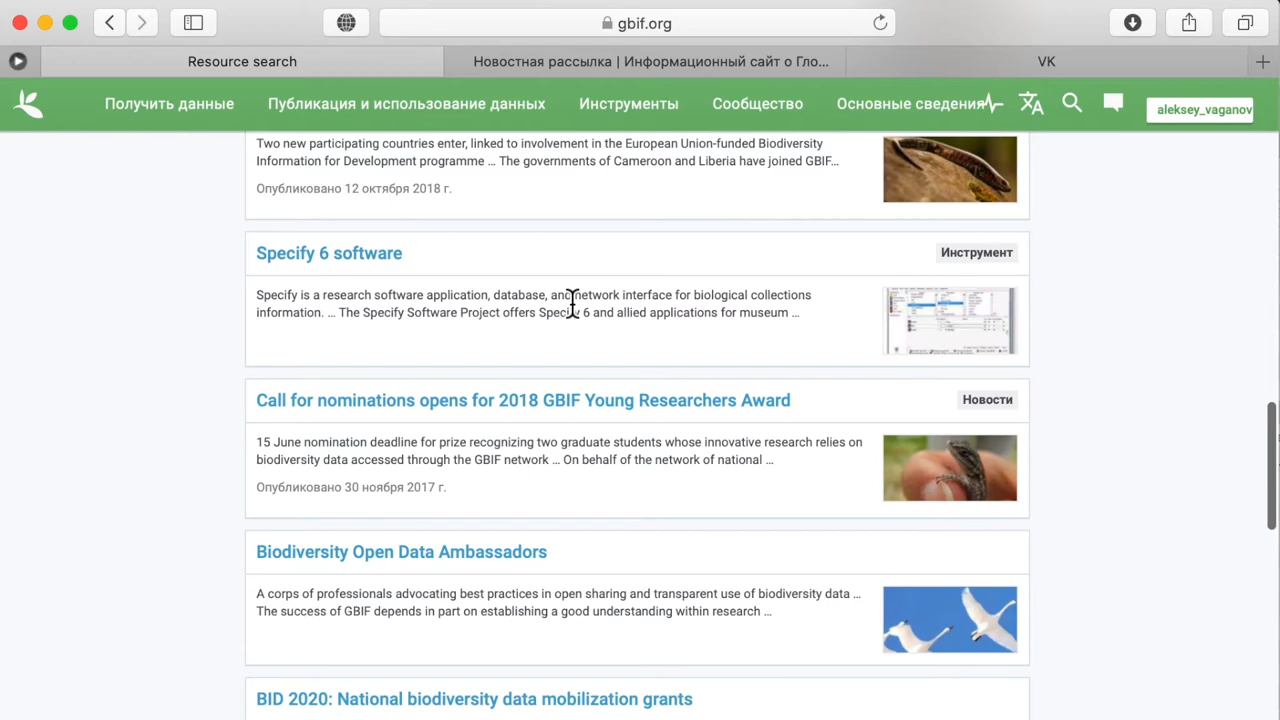 gbif.org
Resource search
Новостная рассылка | Информационный сайт о Гло...
VK
Получить данные
Публикация и использование данных
Инструменты
Сообщество
Основные сведения
aleksey_vaganov
Two new participating countries enter, linked to involvement in the European Union-funded Biodiversity
Information for Development programme ... The governments of Cameroon and Liberia have joined GBIF...
Опубликовано 12 октября 2018 г.
Specify 6 software
Инструмент
Specify is a research software application, database, and network interface for biological collections
information. ... The Specify Software Project offers Specify 6 and allied applications for museum ...
Call for nominations opens for 2018 GBIF Young Researchers Award
Новости
15 June nomination deadline for prize recognizing two graduate students whose innovative research relies on
biodiversity data accessed through the GBIF network ... On behalf of the network of national ...
Опубликовано 30 ноября 2017 г.
Biodiversity Open Data Ambassadors
A corps of professionals advocating best practices in open sharing and transparent use of biodiversity data ...
The success of GBIF depends in part on establishing a good understanding within research ...
BID 2020: National biodiversity data mobilization grants